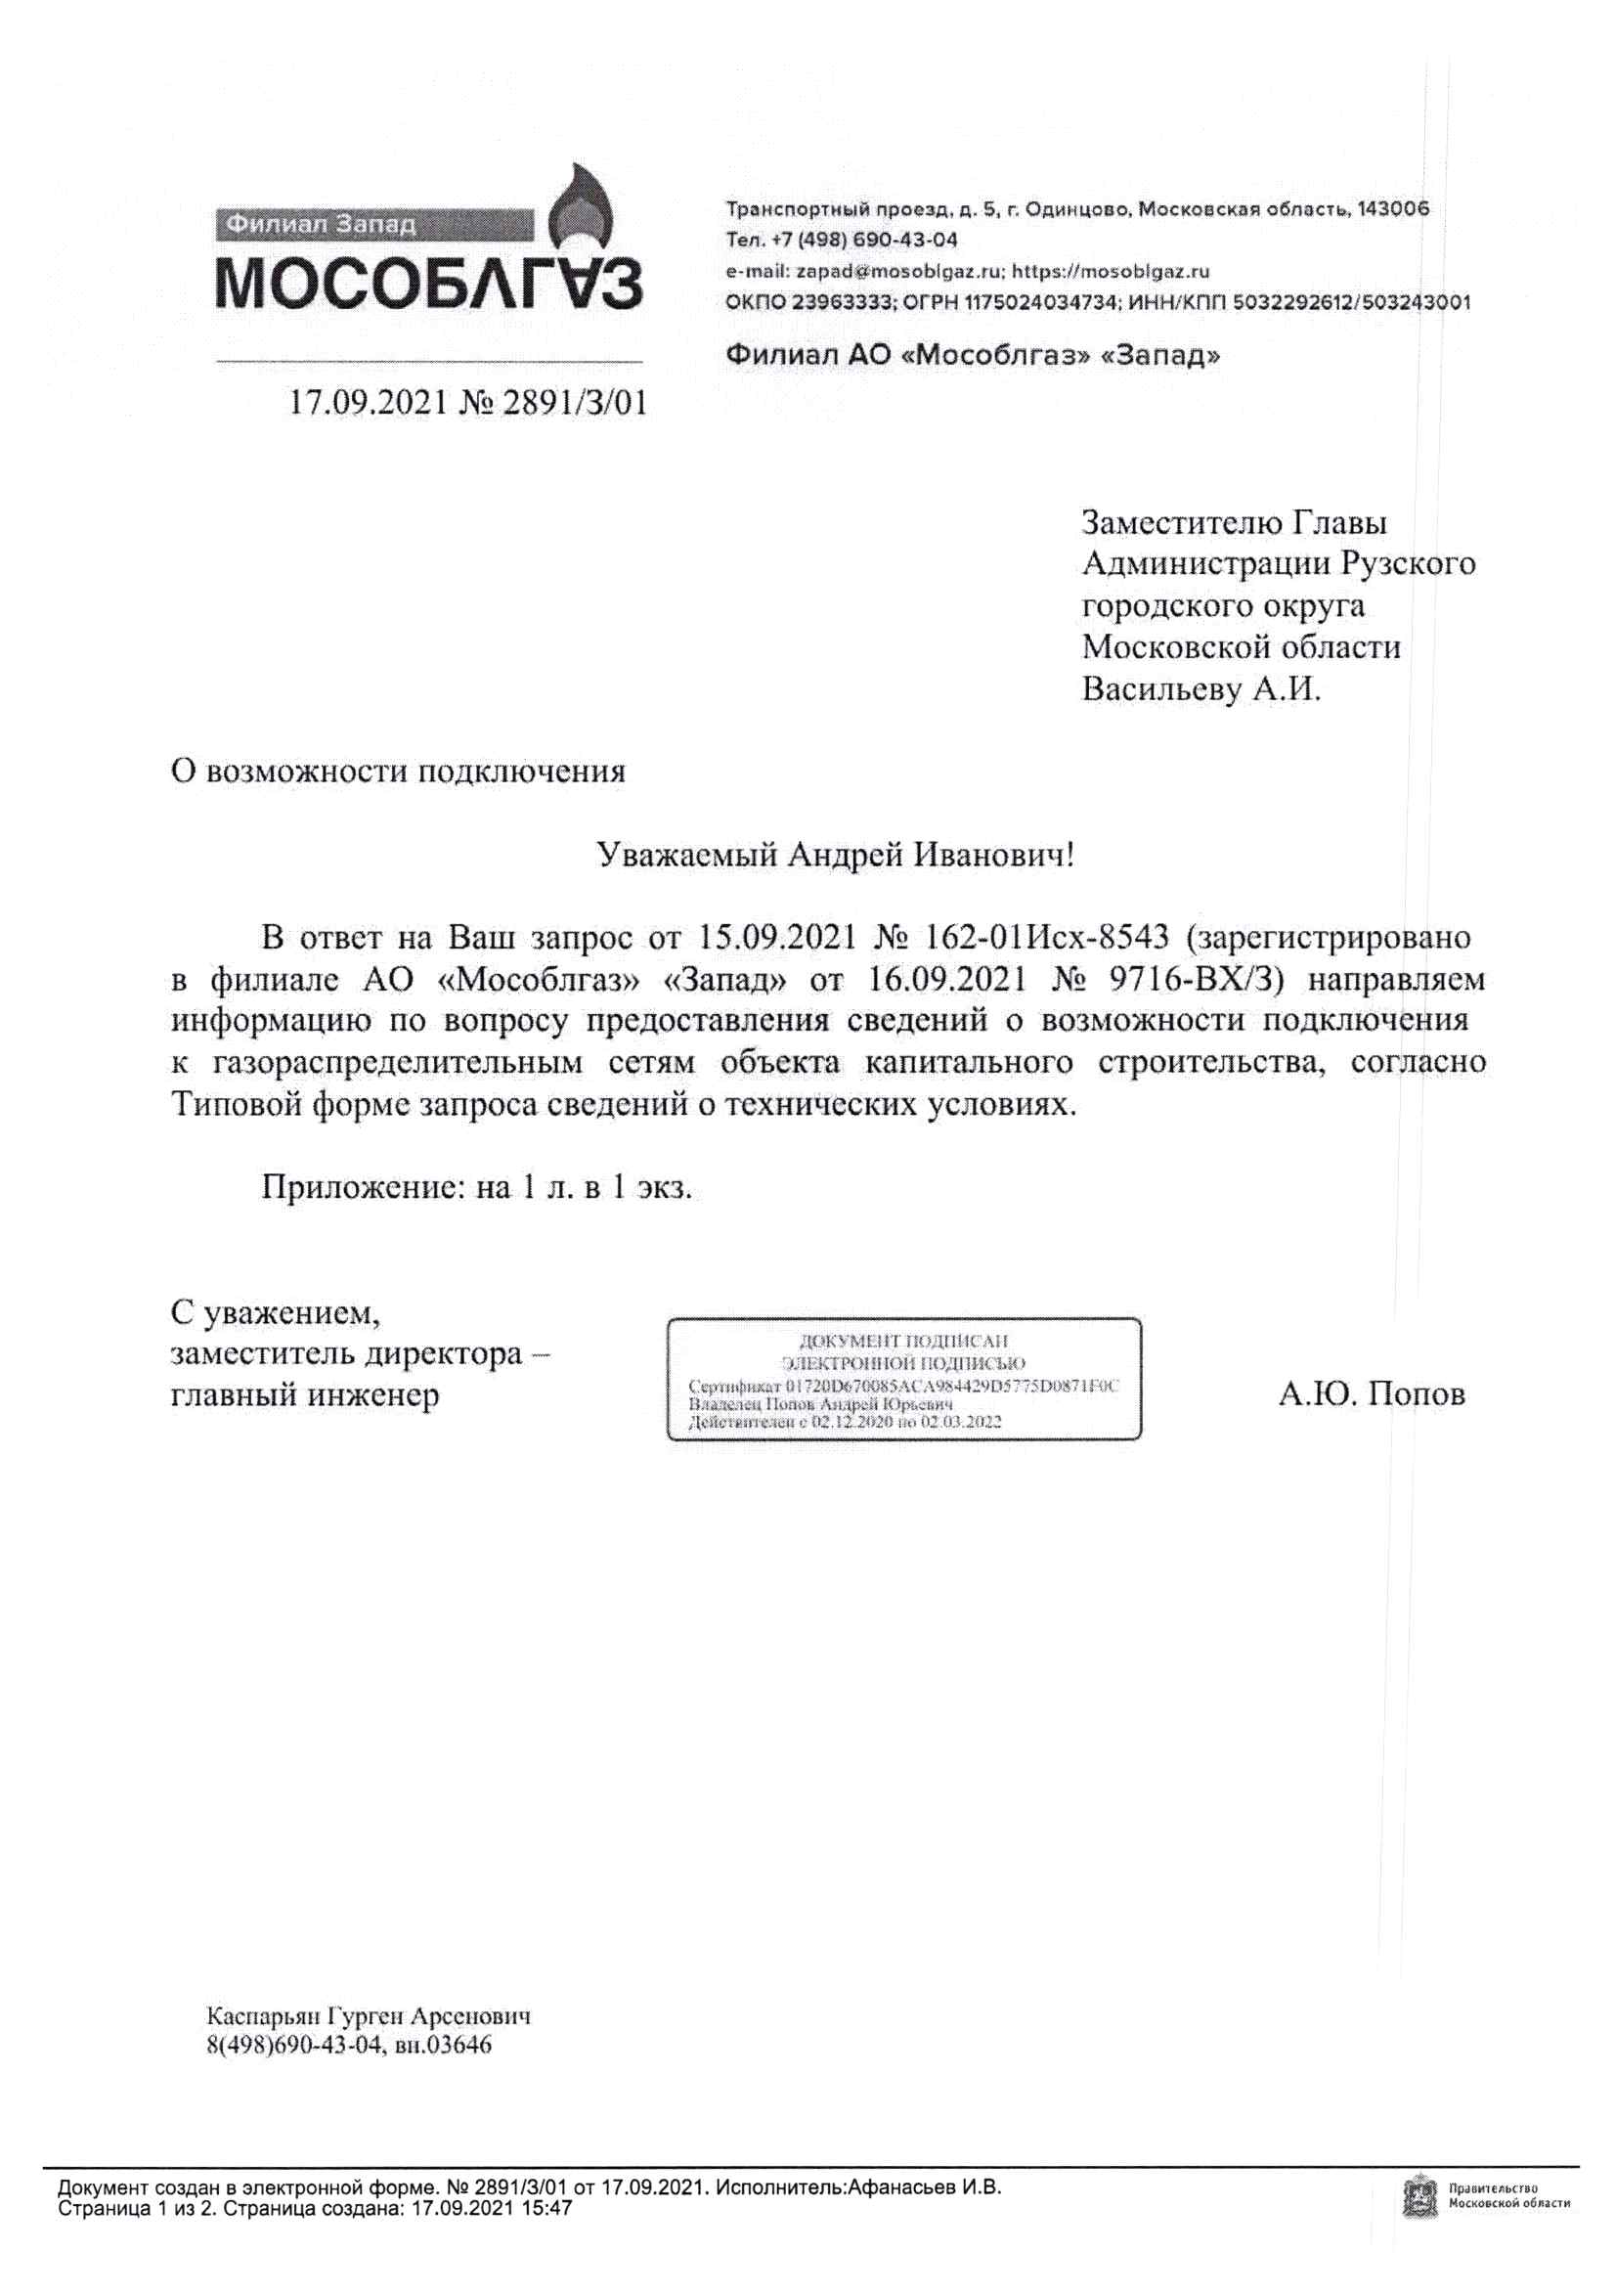 Филиал Запад
МОСОБЛГАЗ
Транспортный проезд, д. 5, г. Одинцово, Московская область, 143006
Тел. +7 (498) 690-43-04
e-mail: zapad@mosoblgaz.ru; https://mosoblgaz.ru
ОКПО 23963333; ОГРН 1175024034734; ИНН/КПП 5032292612/503243001
Филиал АО «Мособлгаз» «Запад»
17.09.2021 № 2891/З/01
Заместителю Главы
Администрации Рузского
городского округа
Московской области
Васильеву А.И.
О возможности подключения
Уважаемый Андрей Иванович!
В ответ на Ваш запрос от 15.09.2021 № 162-01Исх-8543 (зарегистрировано
в филиале АО «Мособлгаз» «Запад» от 16.09.2021 № 9716-ВХ/З) направляем
информацию по вопросу предоставления сведений о возможности подключения
к газораспределительным сетям объекта капитального строительства, согласно
Типовой форме запроса сведений о технических условиях.
Приложение: на 1 л. в 1 экз.
С уважением,
заместитель директора –
главный инженер
ДОКУМЕНТ ПОДПИСАН
ЭЛЕКТРОННОЙ ПОДПИСЬЮ
Сертификат 01720D670085ACA984429D5775D0871F0C
Владелец Попов Андрей Юрьевич
Действителен с 02.12.2020 по 02.03.2022
А.Ю. Попов
Каспарьян Гурген Арсенович
8(498)690-43-04, вн.03646
Документ создан в электронной форме. № 2891/З/01 от 17.09.2021. Исполнитель:Афанасьев И.В.
Страница 1 из 2. Страница создана: 17.09.2021 15:47
Правительство
Московской области